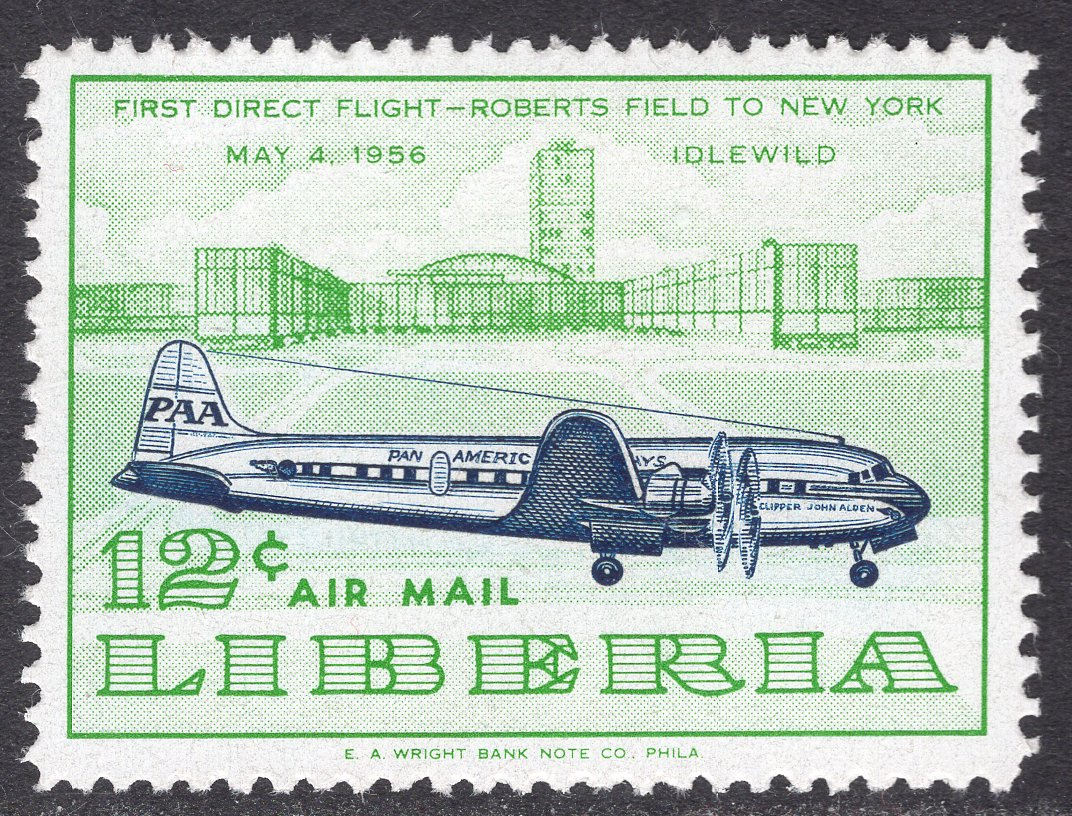 FIRST DIRECT FLIGHT—ROBERTS FIELD TO NEW YORK
MAY 4, 1956 IDLEWILD
PAA
PAN AMERIC YS
CLIPPER JOHN ALDEN
12¢ AIR MAIL
LIBERIA
E. A. WRIGHT BANK NOTE CO., PHILA.